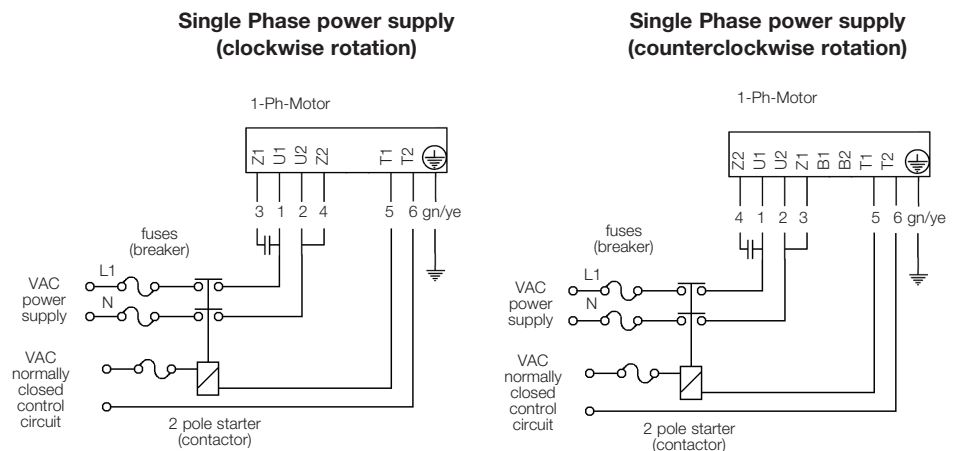 Single Phase power supply
(clockwise rotation)
1-Ph-Motor
Z1 U1 U2 Z2 T1 T2
3 1 2 4 5 6 gn/ye
fuses
(breaker)
L1
VAC
power
supply
N
VAC
normally
closed
control
circuit
2 pole starter
(contactor)
Single Phase power supply
(counterclockwise rotation)
1-Ph-Motor
Z2 U1 U2 Z1 B1 B2 T1 T2
4 1 2 3 5 6 gn/ye
fuses
(breaker)
L1
VAC
power
supply
N
VAC
normally
closed
control
circuit
2 pole starter
(contactor)